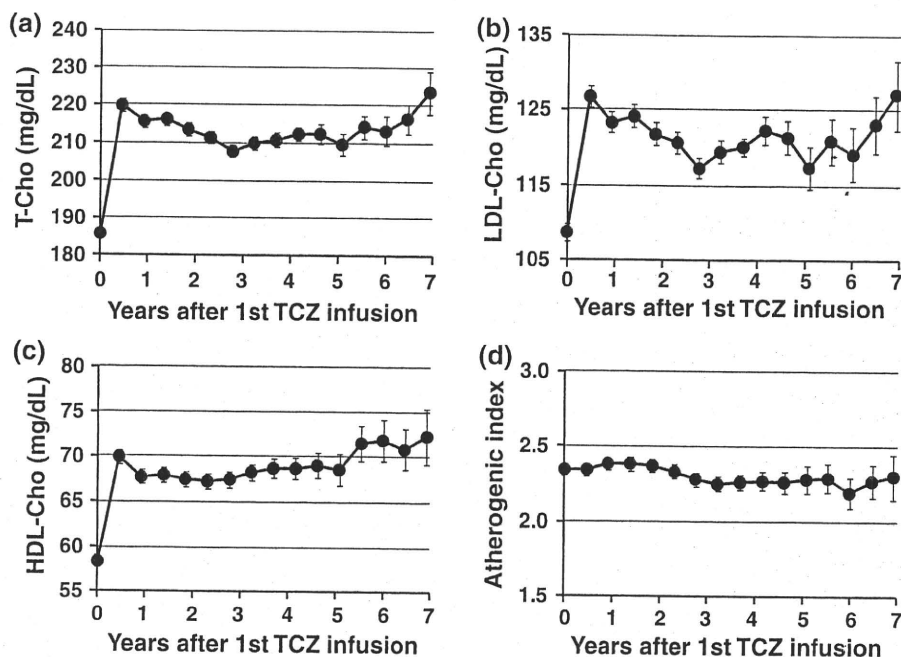 (a)
T-Cho (mg/dL)
240
230
220
210
200
190
180
0 1 2 3 4 5 6 7
Years after 1st TCZ infusion
(b)
LDL-Cho (mg/dL)
135
125
115
105
0 1 2 3 4 5 6 7
Years after 1st TCZ infusion
(c)
HDL-Cho (mg/dL)
80
75
70
65
60
55
0 1 2 3 4 5 6 7
Years after 1st TCZ infusion
(d)
Atherogenic index
3.0
2.5
2.0
1.5
0 1 2 3 4 5 6 7
Years after 1st TCZ infusion